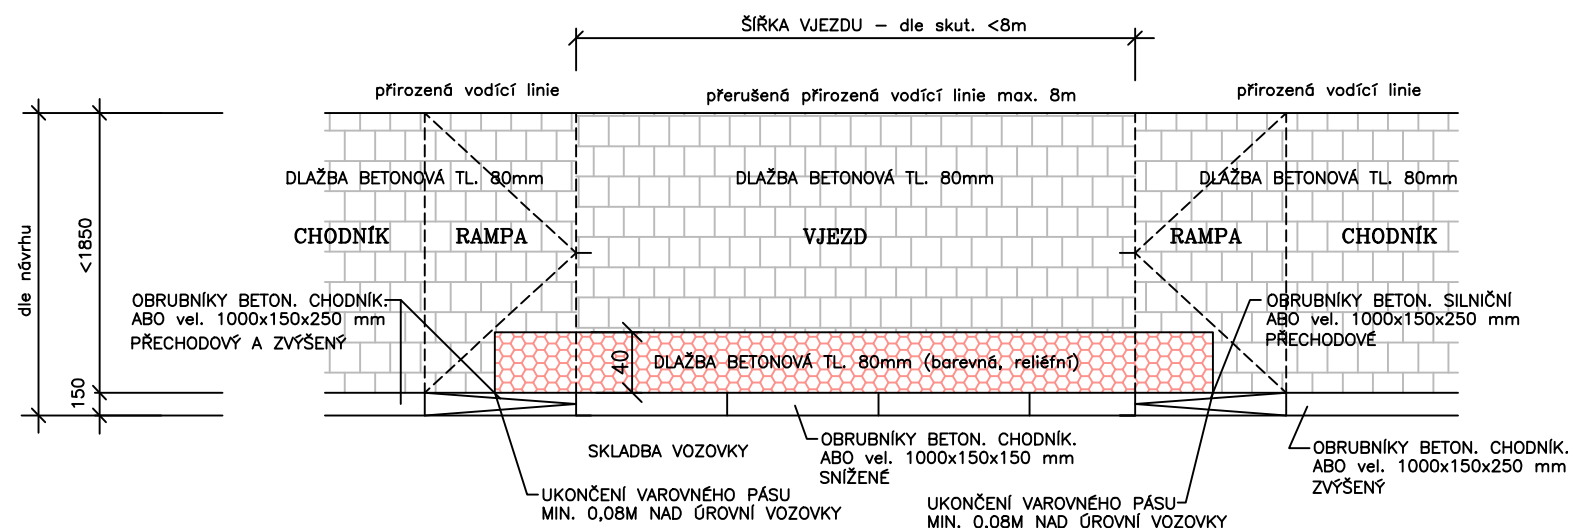 ŠÍŘKA VJEZDU – dle skut. <8m
přirozená vodící linie
přerušená přirozená vodící linie max. 8m
přirozená vodící linie
DLAŽBA BETONOVÁ TL. 80mm
DLAŽBA BETONOVÁ TL. 80mm
DLAŽBA BETONOVÁ TL. 80mm
CHODNÍK
RAMPA
VJEZD
RAMPA
CHODNÍK
dle návrhu
<1850
150
OBRUBNÍKY BETON. CHODNÍK.
ABO vel. 1000x150x250 mm
PŘECHODOVÝ A ZVÝŠENÝ
OBRUBNÍKY BETON. SILNIČNÍ
ABO vel. 1000x150x250 mm
PŘECHODOVÉ
40
DLAŽBA BETONOVÁ TL. 80mm (barevná, reliéfní)
SKLADBA VOZOVKY
OBRUBNÍKY BETON. CHODNÍK.
ABO vel. 1000x150x150 mm
SNÍŽENÉ
OBRUBNÍKY BETON. CHODNÍK.
ABO vel. 1000x150x250 mm
ZVÝŠENÝ
UKONČENÍ VAROVNÉHO PÁSU
MIN. 0,08M NAD ÚROVNÍ VOZOVKY
UKONČENÍ VAROVNÉHO PÁSU
MIN. 0,08M NAD ÚROVNÍ VOZOVKY